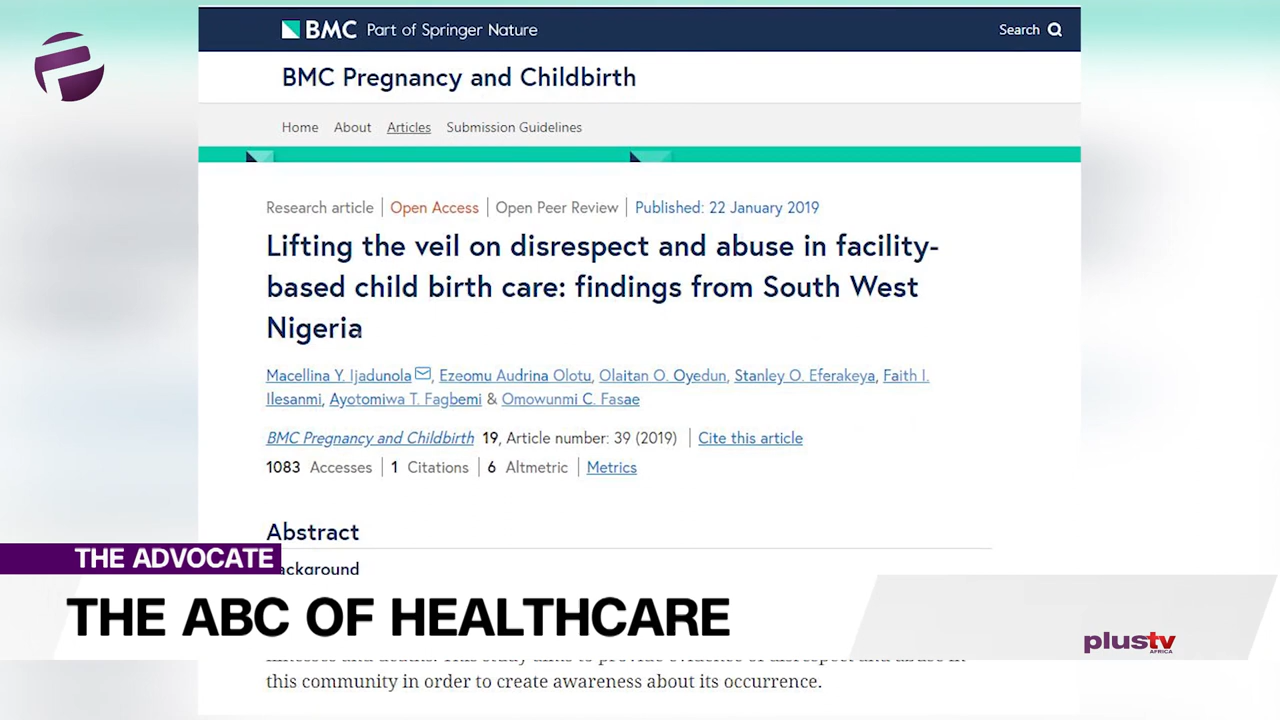 BMC Part of Springer Nature
Search
BMC Pregnancy and Childbirth
Home About Articles Submission Guidelines
Research article | Open Access | Open Peer Review | Published: 22 January 2019
Lifting the veil on disrespect and abuse in facility-
based child birth care: findings from South West
Nigeria
Macellina Y. Ijadunola, Ezeomu Audrina Olotu, Olaitan O. Oyedun, Stanley O. Eferakeya, Faith I.
Ilesanmi, Ayotomiwa T. Fagbemi & Omowunmi C. Fasae
BMC Pregnancy and Childbirth 19, Article number: 39 (2019) | Cite this article
1083 Accesses | 1 Citations | 6 Altmetric | Metrics
Abstract
ackground
THE ADVOCATE
THE ABC OF HEALTHCARE
plustv
AFRICA
this community in order to create awareness about its occurrence.